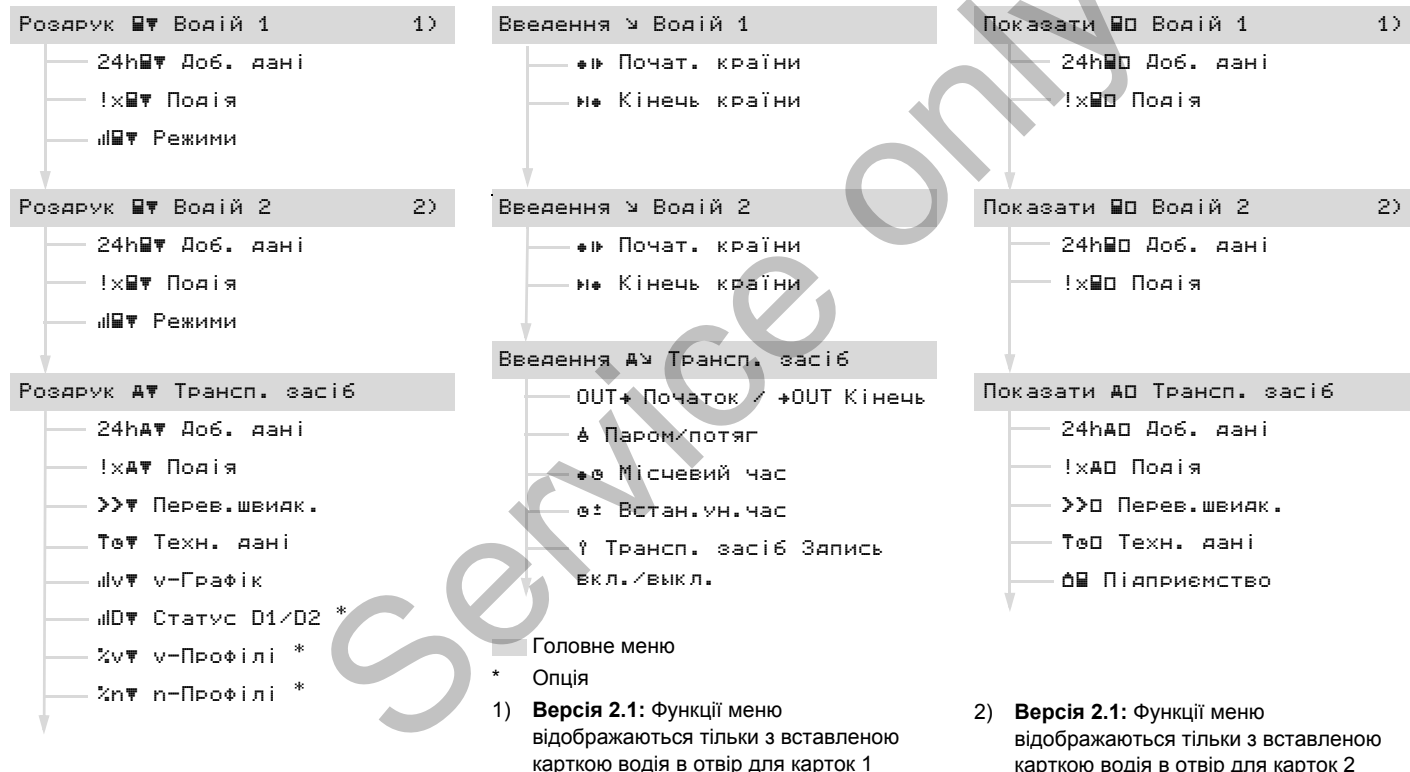 Роздрук Водій 1 1)
24h Доб. дані
!x Подія
Режими
Роздрук Водій 2 2)
24h Доб. дані
!x Подія
Режими
Роздрук Трансп. засіб
24h Доб. дані
!x Подія
>> Перев.швидк.
Техн. дані
v v-Графік
D Статус D1/D2 *
%v v-Профілі *
%n n-Профілі *
Введення Водій 1
Почат. країни
Кінець країни
Введення Водій 2
Почат. країни
Кінець країни
Введення Трансп. засіб
OUT Початок / OUT Кінець
Паром/потяг
Місцевий час
Встан.ун.час
Трансп. засіб Запись
вкл./выкл.
Головне меню
* Опція
1) Версія 2.1: Функції меню
відображаються тільки з вставленою
карткою водія в отвір для карток 1
Показати Водій 1 1)
24h Доб. дані
!x Подія
Показати Водій 2 2)
24h Доб. дані
!x Подія
Показати Трансп. засіб
24h Доб. дані
!x Подія
>> Перев.швидк.
Техн. дані
Підприємство
2) Версія 2.1: Функції меню
відображаються тільки з вставленою
карткою водія в отвір для карток 2
Service only